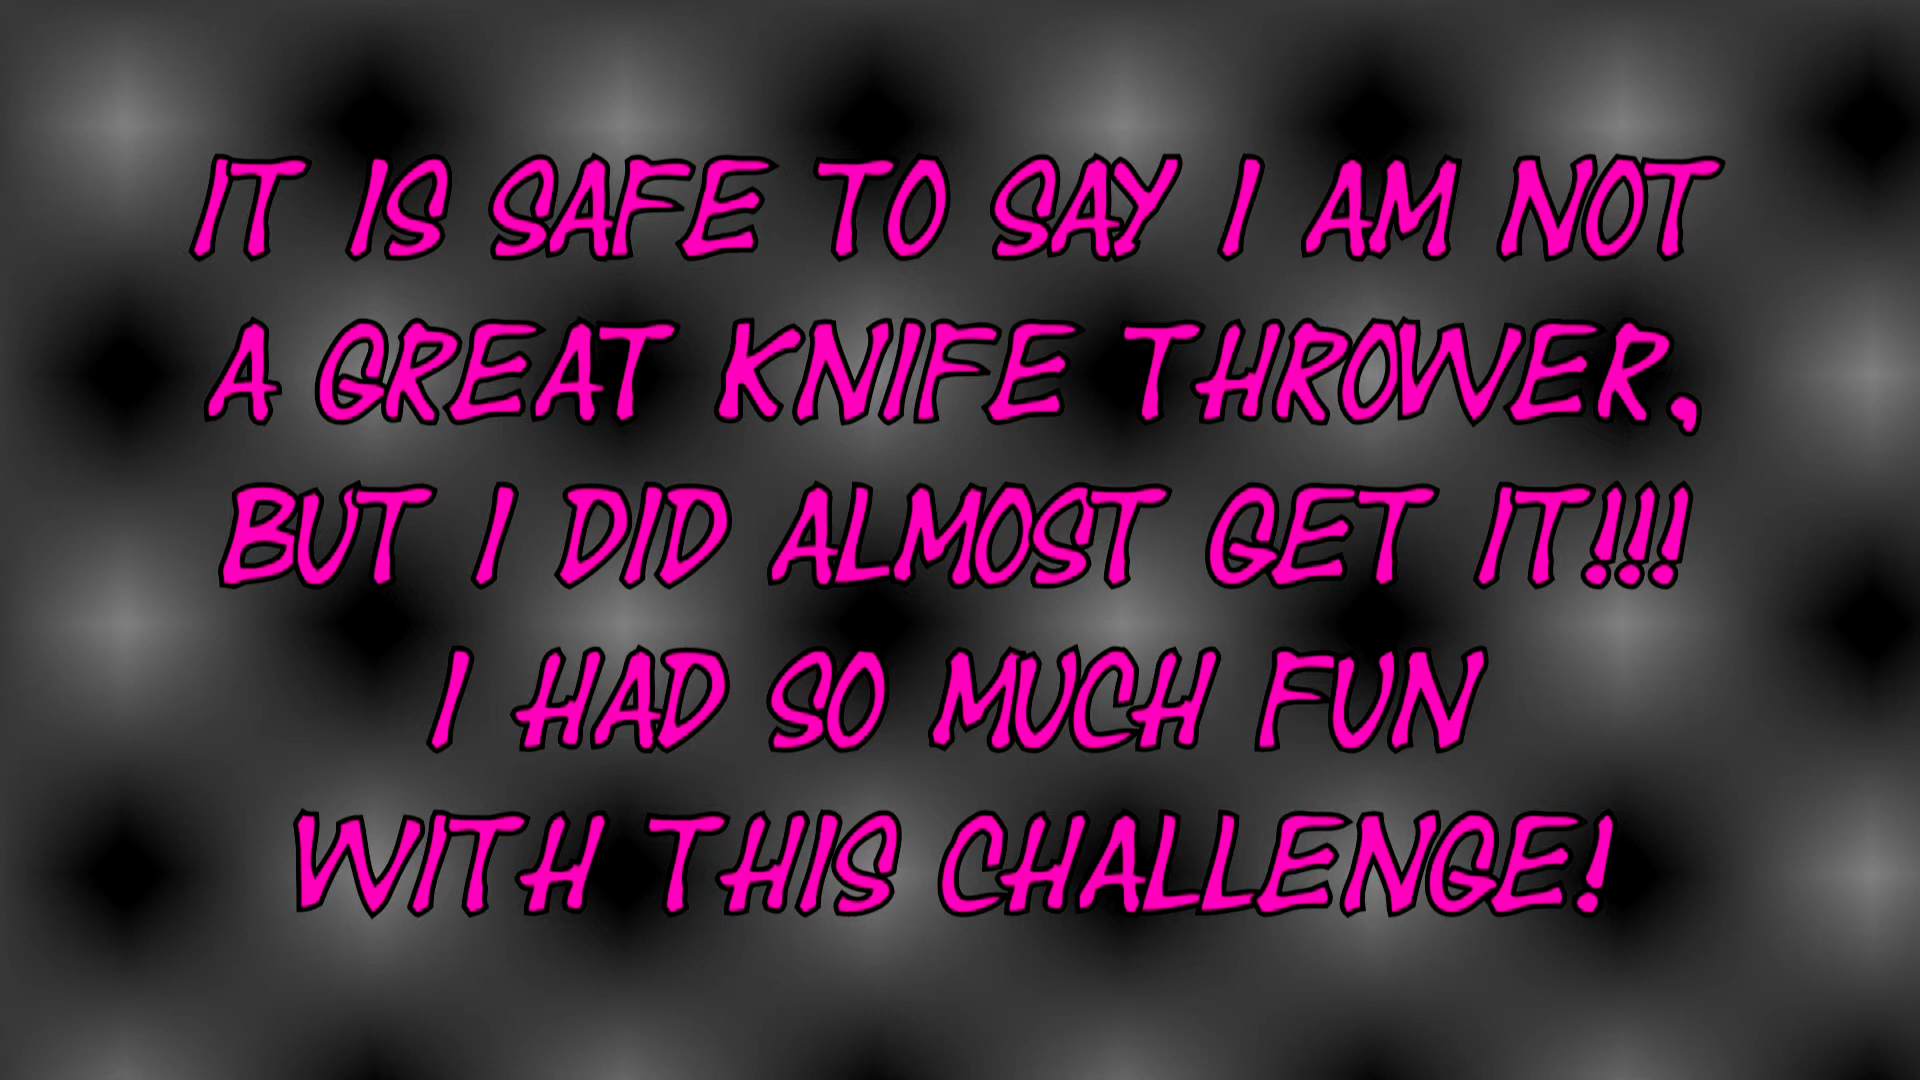 IT IS SAFE TO SAY I AM NOT
A GREAT KNIFE THROWER,
BUT I DID ALMOST GET IT!!!
I HAD SO MUCH FUN
WITH THIS CHALLENGE!